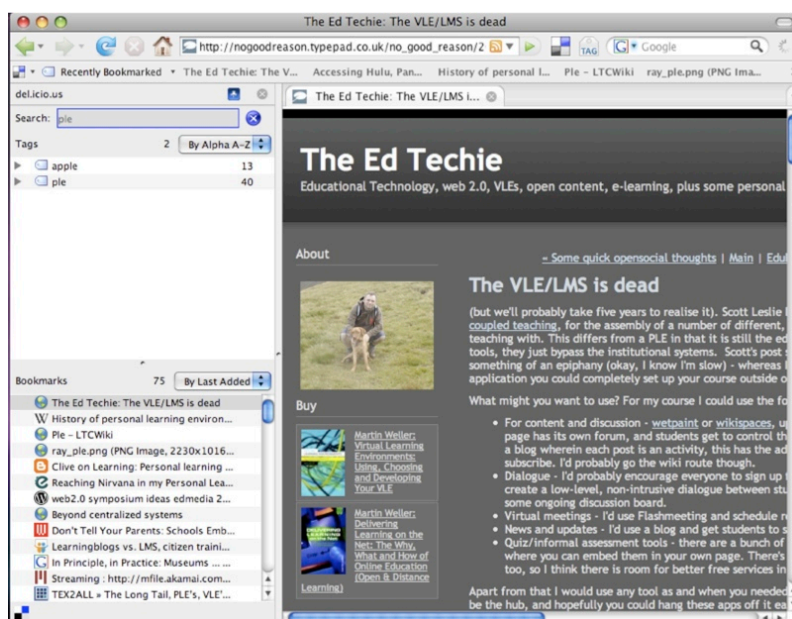 The Ed Techie: The VLE/LMS is dead
http://nogoodreason.typepad.co.uk/no_good_reason/2
TAG
G Google
Recently Bookmarked The Ed Techie: The V... Accessing Hulu, Pan... History of personal l... Ple – LTCWiki ray_ple.png (PNG Ima...
del.icio.us
Search: ple
Tags 2 By Alpha A–Z
apple 13
ple 40
Bookmarks 75 By Last Added
The Ed Techie: The VLE/LMS is dead
History of personal learning environ...
Ple – LTCWiki
ray_ple.png (PNG Image, 2230x1016...
Clive on Learning: Personal learning ...
Reaching Nirvana in my Personal Lea...
web2.0 symposium ideas edmedia 2...
Beyond centralized systems
Don't Tell Your Parents: Schools Emb...
Learningblogs vs. LMS, citizen traini...
In Principle, in Practice: Museums ... ...
Streaming : http://mfile.akamai.com...
TEX2ALL » The Long Tail, PLE's, VLE'...
The Ed Techie: The VLE/LMS i...
The Ed Techie
Educational Technology, web 2.0, VLEs, open content, e-learning, plus some personal
About
Buy
Martin Weller:
Virtual Learning
Environments:
Using, Choosing
and Developing
Your VLE
Martin Weller:
Delivering
Learning on the
Net: The Why,
What and How of
Online Education
(Open & Distance
Learning)
« Some quick opensocial thoughts | Main | Edu
The VLE/LMS is dead
(but we'll probably take five years to realise it). Scott Leslie
coupled teaching, for the assembly of a number of different,
teaching with. This differs from a PLE in that it is still the ed
tools, they just bypass the institutional systems. Scott's post
something of an epiphany (okay, I know I'm slow) - whereas
application you could completely set up your course outside o
What might you want to use? For my course I could use the fo
• For content and discussion - wetpaint or wikispaces, u
page has its own forum, and students get to control th
a blog wherein each post is an activity, this has the ad
subscribe. I'd probably go the wiki route though.
• Dialogue - I'd probably encourage everyone to sign up
create a low-level, non-intrusive dialogue between stu
some ongoing discussion board.
• Virtual meetings - I'd use Flashmeeting and schedule
• News and updates - I'd use a blog and get students to s
• Quiz/informal assessment tools - there are a bunch of
where you can embed them in your own page. There's
too, so I think there is room for better free services in
Apart from that I would use any tool as and when you needed
be the hub, and hopefully you could hang these apps off it ea